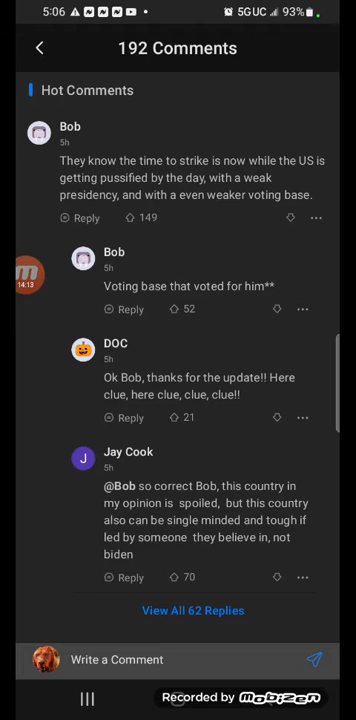 5:06 5GUC 93%
192 Comments
Hot Comments
Bob
5h
They know the time to strike is now while the US is
getting pussified by the day, with a weak
presidency, and with a even weaker voting base.
Reply 149
Bob
5h
14:13
Voting base that voted for him**
Reply 52
DOC
5h
Ok Bob, thanks for the update!! Here
clue, here clue, clue, clue!!
Reply 21
J
Jay Cook
5h
@Bob so correct Bob, this country in
my opinion is spoiled, but this country
also can be single minded and tough if
led by someone they believe in, not
biden
Reply 70
View All 62 Replies
Write a Comment
Recorded by mobizen